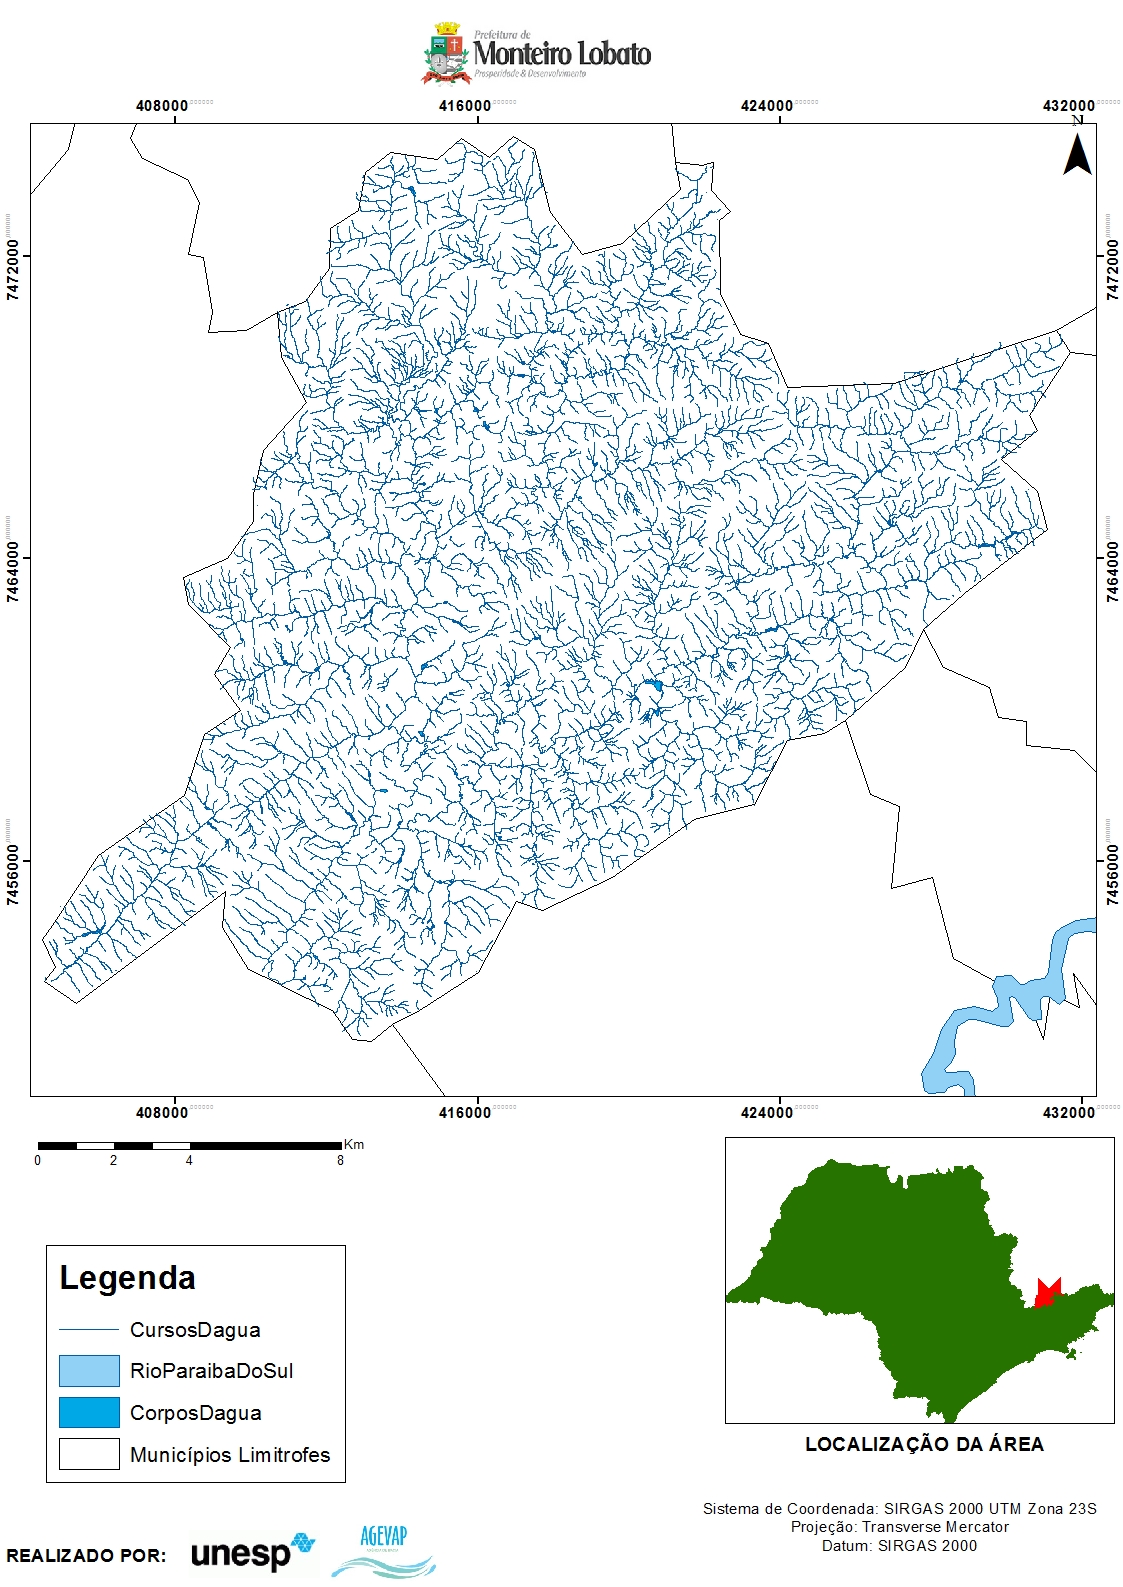 Prefeitura de
Monteiro Lobato
Prosperidade & Desenvolvimento
408000 416000 424000 432000
N
7472000 7472000
7464000 7464000
7456000 7456000
408000 416000 424000 432000
Km
0 2 4 8
Legenda
CursosDagua
RioParaibaDoSul
CorposDagua
Municípios Limitrofes
LOCALIZAÇÃO DA ÁREA
Sistema de Coordenada: SIRGAS 2000 UTM Zona 23S
Projeção: Transverse Mercator
Datum: SIRGAS 2000
REALIZADO POR:
unesp
AGEVAP